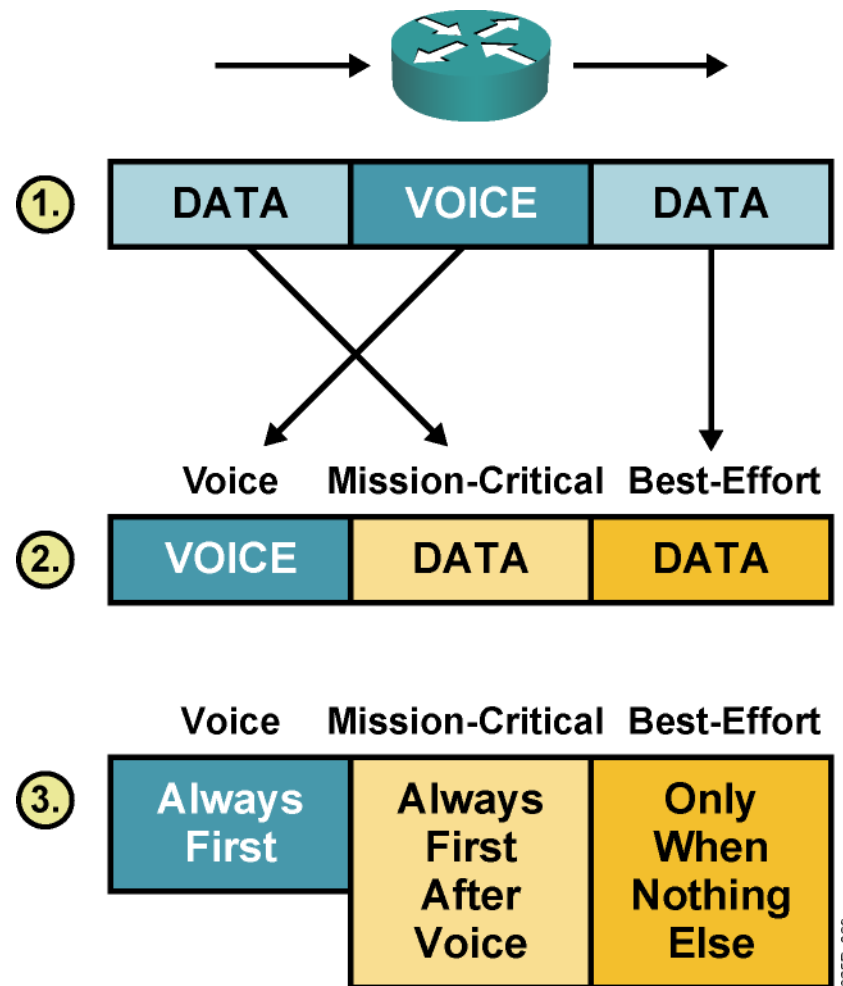 1. DATA VOICE DATA
Voice Mission-Critical Best-Effort
2. VOICE DATA DATA
Voice Mission-Critical Best-Effort
3. Always First
Always First After Voice
Only When Nothing Else